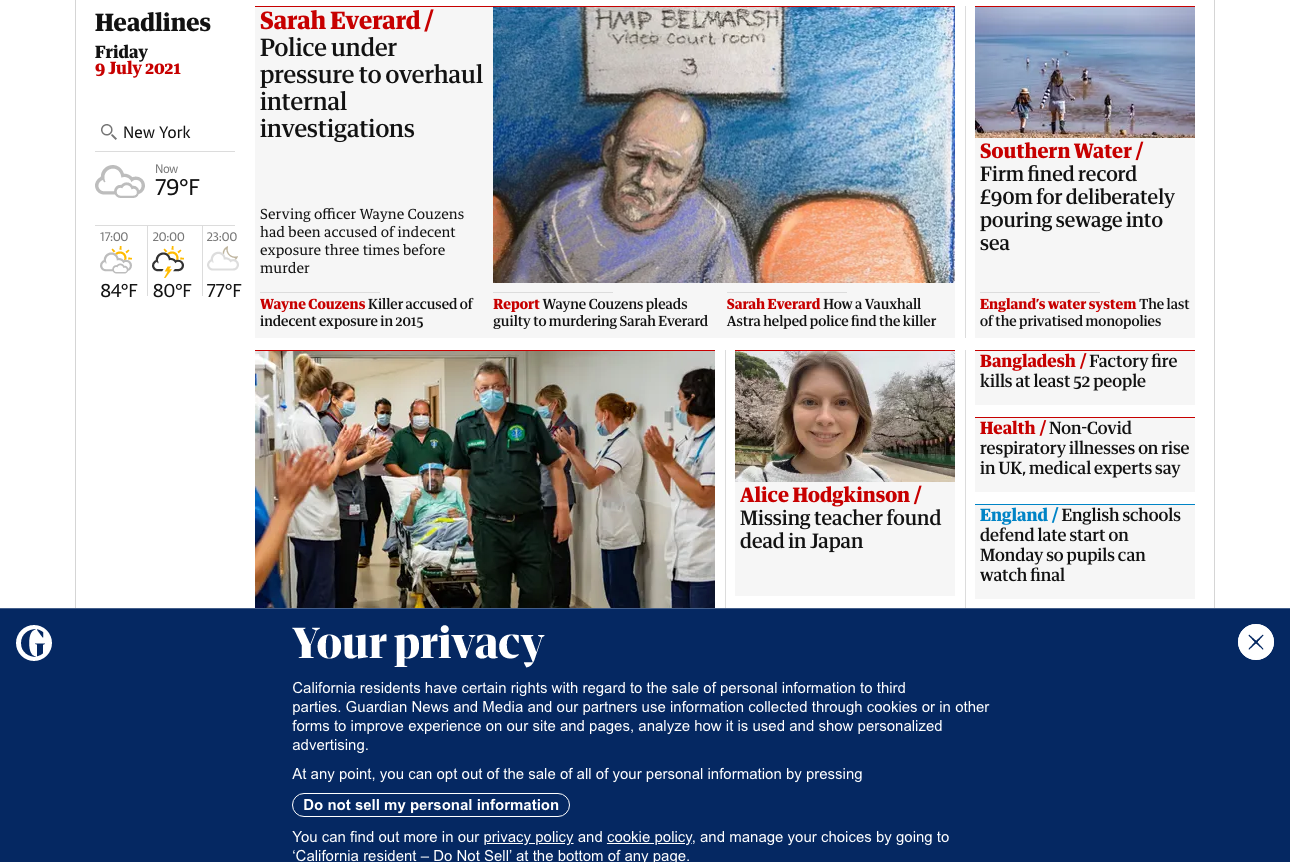 Headlines
Friday
9 July 2021
New York
Now
79°F
17:00
20:00
23:00
84°F
80°F
77°F
Sarah Everard /
Police under
pressure to overhaul
internal
investigations
Serving officer Wayne Couzens
had been accused of indecent
exposure three times before
murder
HMP BELMARSH
Video Court room
3
Wayne Couzens Killer accused of
indecent exposure in 2015
Report Wayne Couzens pleads
guilty to murdering Sarah Everard
Sarah Everard How a Vauxhall
Astra helped police find the killer
Southern Water /
Firm fined record
£90m for deliberately
pouring sewage into
sea
England's water system The last
of the privatised monopolies
Alice Hodgkinson /
Missing teacher found
dead in Japan
Bangladesh / Factory fire
kills at least 52 people
Health / Non-Covid
respiratory illnesses on rise
in UK, medical experts say
England / English schools
defend late start on
Monday so pupils can
watch final
G
Your privacy
California residents have certain rights with regard to the sale of personal information to third
parties. Guardian News and Media and our partners use information collected through cookies or in other
forms to improve experience on our site and pages, analyze how it is used and show personalized
advertising.
At any point, you can opt out of the sale of all of your personal information by pressing
Do not sell my personal information
You can find out more in our privacy policy and cookie policy, and manage your choices by going to
‘California resident – Do Not Sell’ at the bottom of any page.